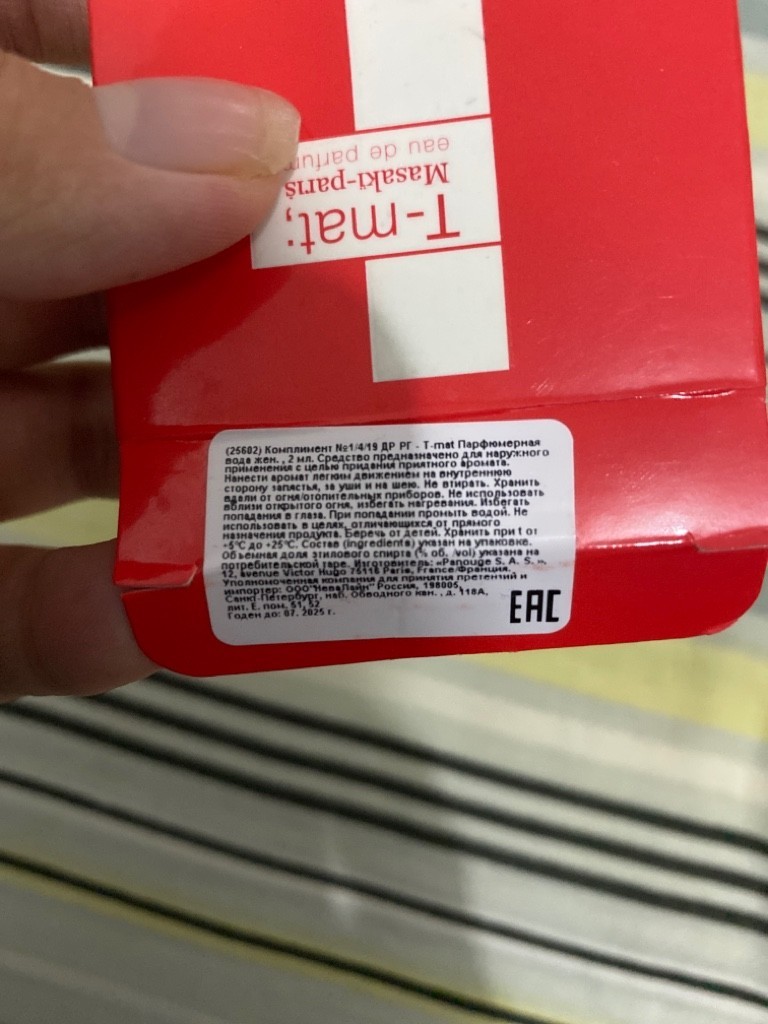 T-mat;
Masaki-paris
eau de parfum
(25602) Комплимент №1/4/19 ДР РГ - T-mat Парфюмерная
вода жен. , 2 мл. Средство предназначено для наружного
применения с целью придания приятного аромата.
Нанести аромат легким движением на внутреннюю
сторону запястья, за уши и на шею. Не втирать. Хранить
вдали от огня/отопительных приборов. Не использовать
вблизи открытого огня, избегать нагревания. Избегать
попадания в глаза. При попадании промыть водой. Не
использовать в целях, отличающихся от прямого
назначения продукта. Беречь от детей. Хранить при t от
-5°C до +25°C. Состав (ingredients) указан на упаковке.
Объемная доля этилового спирта (% об. /vol) указана на
потребительской таре. Изготовитель: «Panouge S. A. S. »,
12, avenue Victor Hugo 75116 Paris, France/Франция.
Уполномоченная компания для принятия претензий и
импортер: ООО"НеваЛайн" Россия, 198005,
Санкт-Петербург, наб. Обводного кан. , д. 118А,
лит. Е, пом. 51, 52
Годен до: 07. 2025 г.
EAC